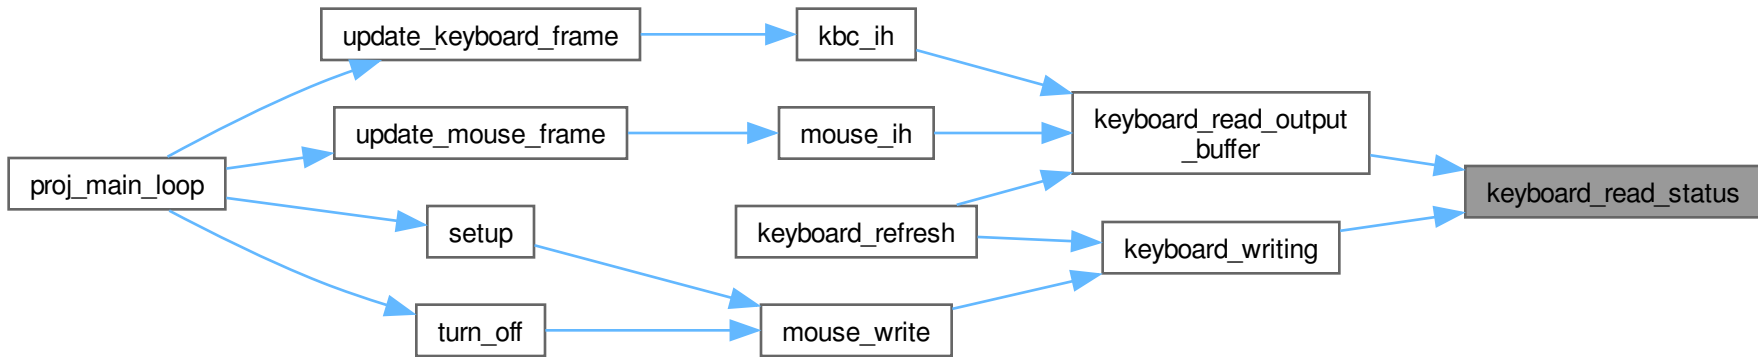 update_keyboard_frame
kbc_ih
update_mouse_frame
mouse_ih
keyboard_read_output
_buffer
proj_main_loop
keyboard_read_status
setup
keyboard_refresh
keyboard_writing
turn_off
mouse_write